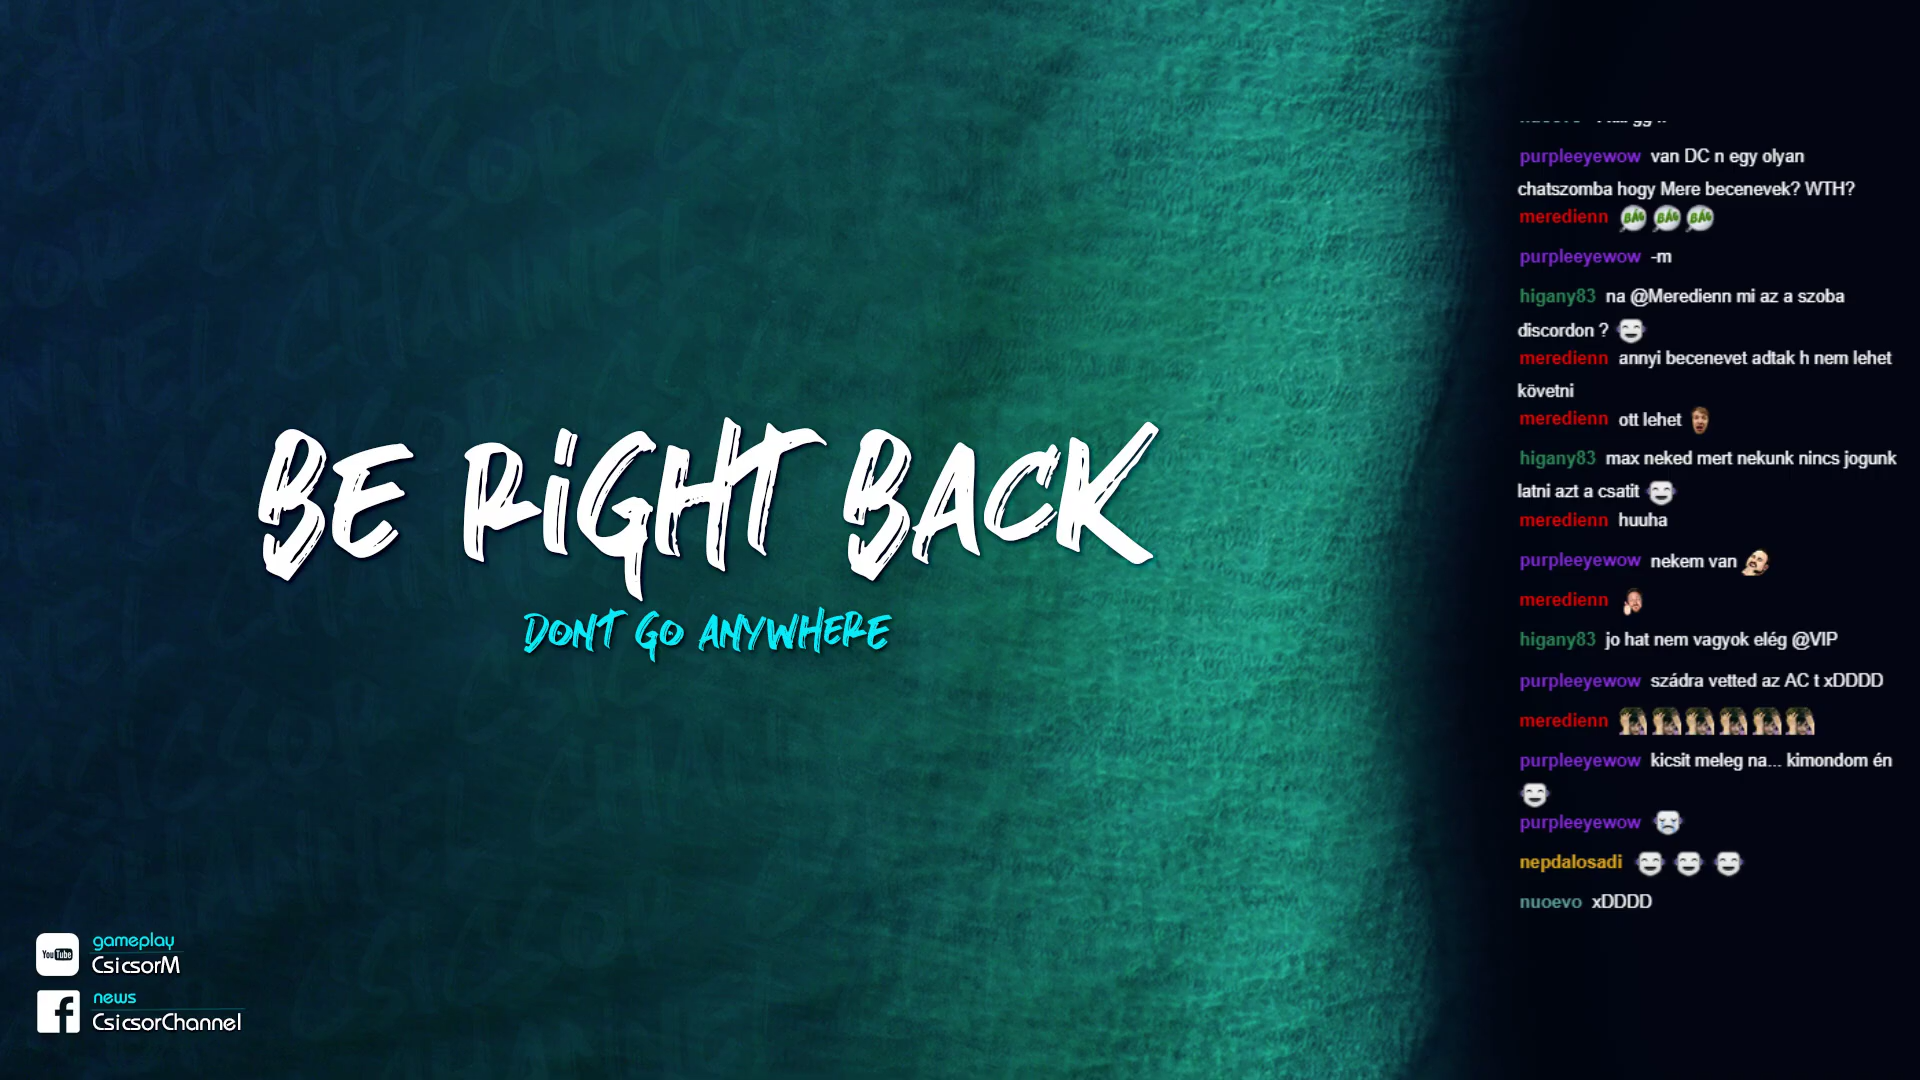 BE RIGHT BACK
DONT GO ANYWHERE
YouTube
gameplay
CsicsorM
f
news
CsicsorChannel
purpleeyewow van DC n egy olyan
chatszomba hogy Mere becenevek? WTH?
meredienn BÁG BÁG BÁG
purpleeyewow -m
higany83 na @Meredienn mi az a szoba
discordon ?
meredienn annyi becenevet adtak h nem lehet
követni
meredienn ott lehet
higany83 max neked mert nekunk nincs jogunk
latni azt a csatit
meredienn huuha
purpleeyewow nekem van
meredienn
higany83 jo hat nem vagyok elég @VIP
purpleeyewow szádra vetted az AC t xDDDD
meredienn
purpleeyewow kicsit meleg na... kimondom én
purpleeyewow
nepdalosadi
nuoevo xDDDD